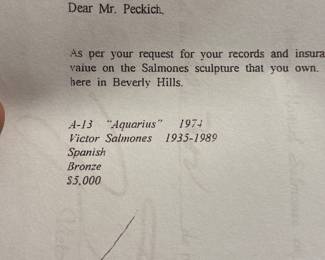 Dear Mr. Peckich,
As per your request for your records and insura
value on the Salmones sculpture that you own.
here in Beverly Hills.
A-13 "Aquarius" 1974
Victor Salmones 1935-1989
Spanish
Bronze
$5,000